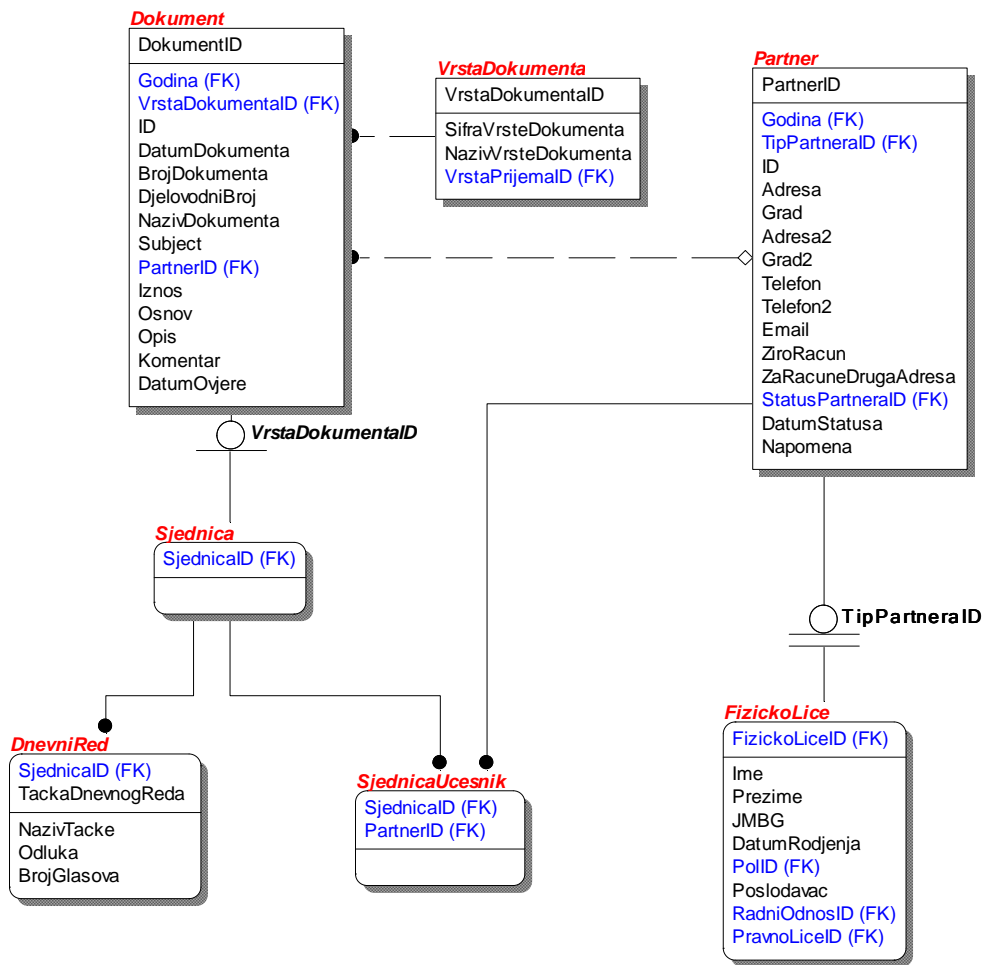 Dokument
DokumentID
Godina (FK)
VrstaDokumentaID (FK)
ID
DatumDokumenta
BrojDokumenta
DjelovodniBroj
NazivDokumenta
Subject
PartnerID (FK)
Iznos
Osnov
Opis
Komentar
DatumOvjere
VrstaDokumenta
VrstaDokumentaID
SifraVrsteDokumenta
NazivVrsteDokumenta
VrstaPrijemaID (FK)
Partner
PartnerID
Godina (FK)
TipPartneraID (FK)
ID
Adresa
Grad
Adresa2
Grad2
Telefon
Telefon2
Email
ZiroRacun
ZaRacuneDrugaAdresa
StatusPartneraID (FK)
DatumStatusa
Napomena
VrstaDokumentaID
Sjednica
SjednicaID (FK)
TipPartneraID
DnevniRed
SjednicaID (FK)
TackaDnevnogReda
NazivTacke
Odluka
BrojGlasova
SjednicaUcesnik
SjednicaID (FK)
PartnerID (FK)
FizickoLice
FizickoLiceID (FK)
Ime
Prezime
JMBG
DatumRodjenja
PolID (FK)
Poslodavac
RadniOdnosID (FK)
PravnoLiceID (FK)